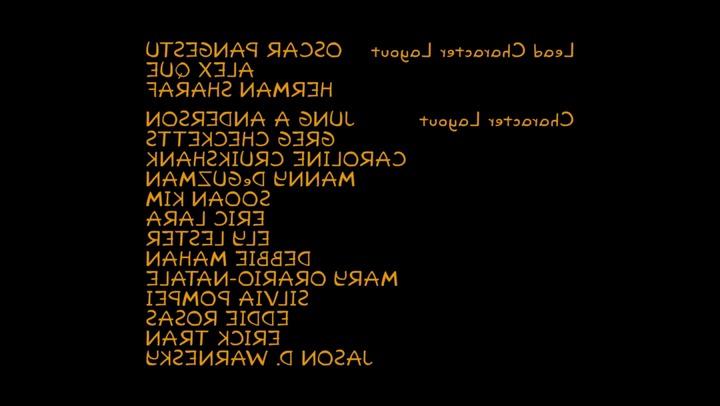 Lead Character Layout OSCAR PANGESTU
ALEX QUE
HERMAN SHARAF
Character Layout JUNG A ANDERSON
GREG CHECKETTS
CAROLINE CRUIKSHANK
MANNY DeGUZMAN
SOOAN KIM
ERIC LARA
ELY LESTER
DEBBIE MAHAN
MARY ORARIO-NATALE
SILVIA POMPEI
EDDIE ROSAS
ERICK TRAN
JASON D. WARNESKY